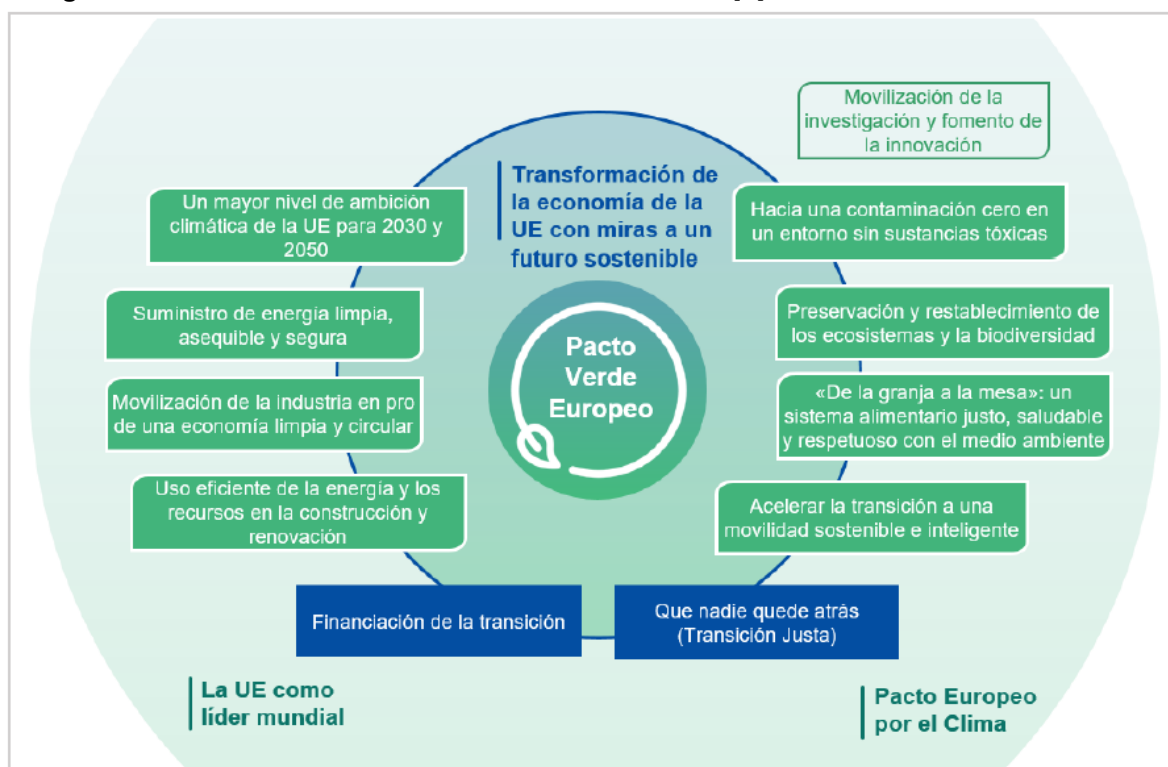 Movilización de la
investigación y fomento de
la innovación
Transformación de
la economía de la
UE con miras a un
futuro sostenible
Un mayor nivel de ambición
climática de la UE para 2030 y
2050
Hacia una contaminación cero en
un entorno sin sustancias tóxicas
Suministro de energía limpia,
asequible y segura
Preservación y restablecimiento de
los ecosistemas y la biodiversidad
Pacto
Verde
Europeo
Movilización de la industria en pro
de una economía limpia y circular
«De la granja a la mesa»: un
sistema alimentario justo, saludable
y respetuoso con el medio ambiente
Uso eficiente de la energía y los
recursos en la construcción y
renovación
Acelerar la transición a una
movilidad sostenible e inteligente
Financiación de la transición
Que nadie quede atrás
(Transición Justa)
La UE como
líder mundial
Pacto Europeo
por el Clima